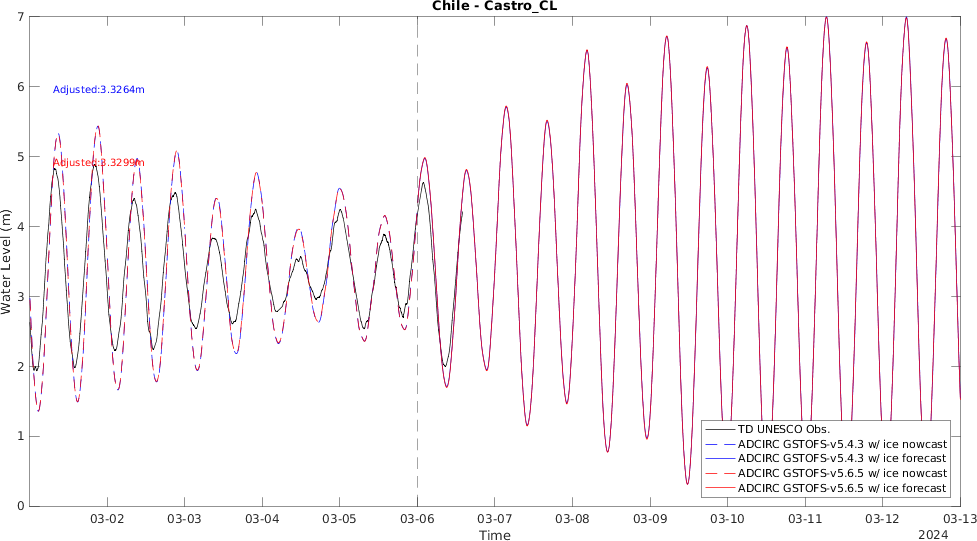 Chile - Castro_CL
7
6
5
4
3
2
1
0
Water Level (m)
Adjusted:3.3264m
Adjusted:3.3299m
TD UNESCO Obs.
ADCIRC GSTOFS-v5.4.3 w/ ice nowcast
ADCIRC GSTOFS-v5.4.3 w/ ice forecast
ADCIRC GSTOFS-v5.6.5 w/ ice nowcast
ADCIRC GSTOFS-v5.6.5 w/ ice forecast
03-02 03-03 03-04 03-05 03-06 03-07 03-08 03-09 03-10 03-11 03-12 03-13
Time
2024